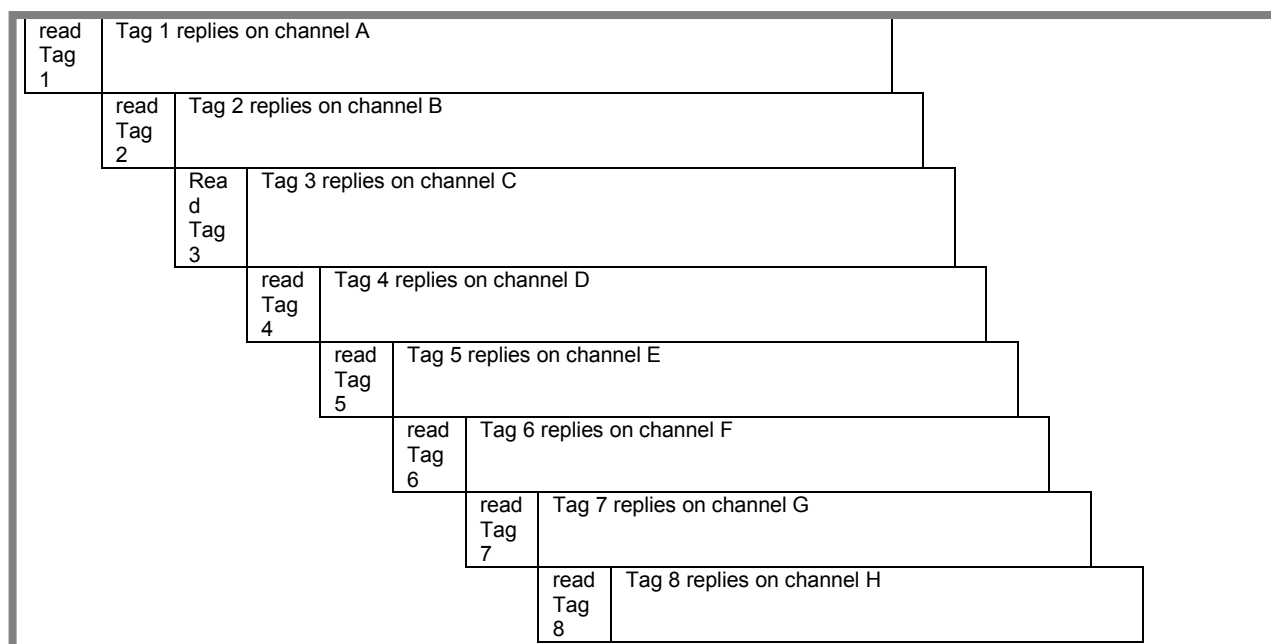 read
Tag
1
Tag 1 replies on channel A
read
Tag
2
Tag 2 replies on channel B
Rea
d
Tag
3
Tag 3 replies on channel C
read
Tag
4
Tag 4 replies on channel D
read
Tag
5
Tag 5 replies on channel E
read
Tag
6
Tag 6 replies on channel F
read
Tag
7
Tag 7 replies on channel G
read
Tag
8
Tag 8 replies on channel H